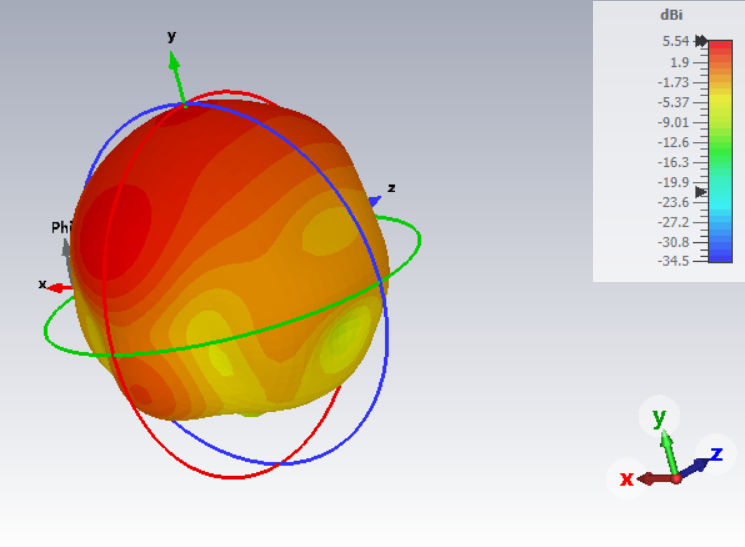 dBi
5.54
1.9
-1.73
-5.37
-9.01
-12.6
-16.3
-19.9
-23.6
-27.2
-30.8
-34.5
y
z
Phi
x
y
z
x